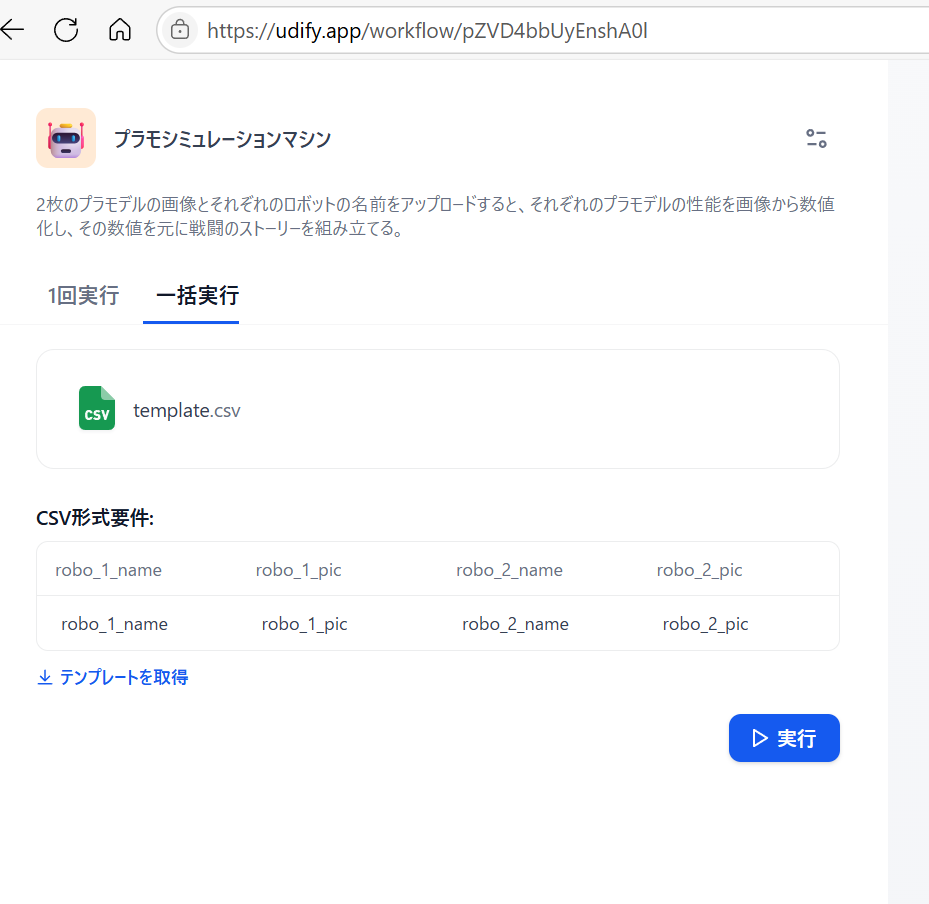 https://udify.app/workflow/pZVD4bbUyEnshA0l
プラモシミュレーションマシン
2枚のプラモデルの画像とそれぞれのロボットの名前をアップロードすると、それぞれのプラモデルの性能を画像から数値
化し、その数値を元に戦闘のストーリーを組み立てる。
1回実行 一括実行
CSV template.csv
CSV形式要件:
robo_1_name robo_1_pic robo_2_name robo_2_pic
robo_1_name robo_1_pic robo_2_name robo_2_pic
テンプレートを取得
実行